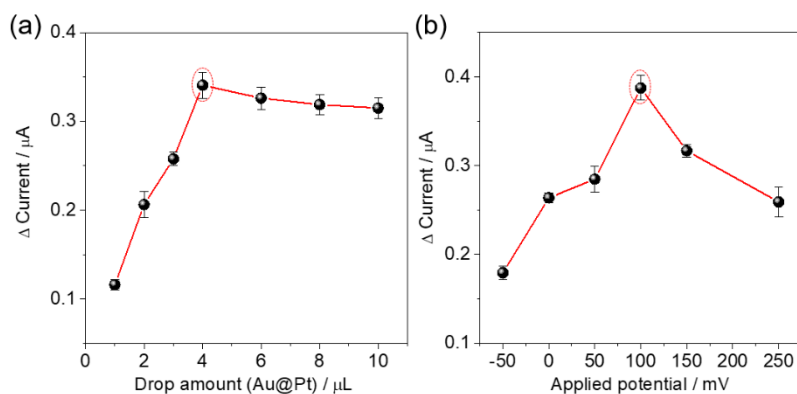 (a)
0.4
0.3
0.2
0.1
Δ Current / μA
0 2 4 6 8 10
Drop amount (Au@Pt) / μL
(b)
0.4
0.3
0.2
0.1
Δ Current / μA
-50 0 50 100 150 200 250
Applied potential / mV